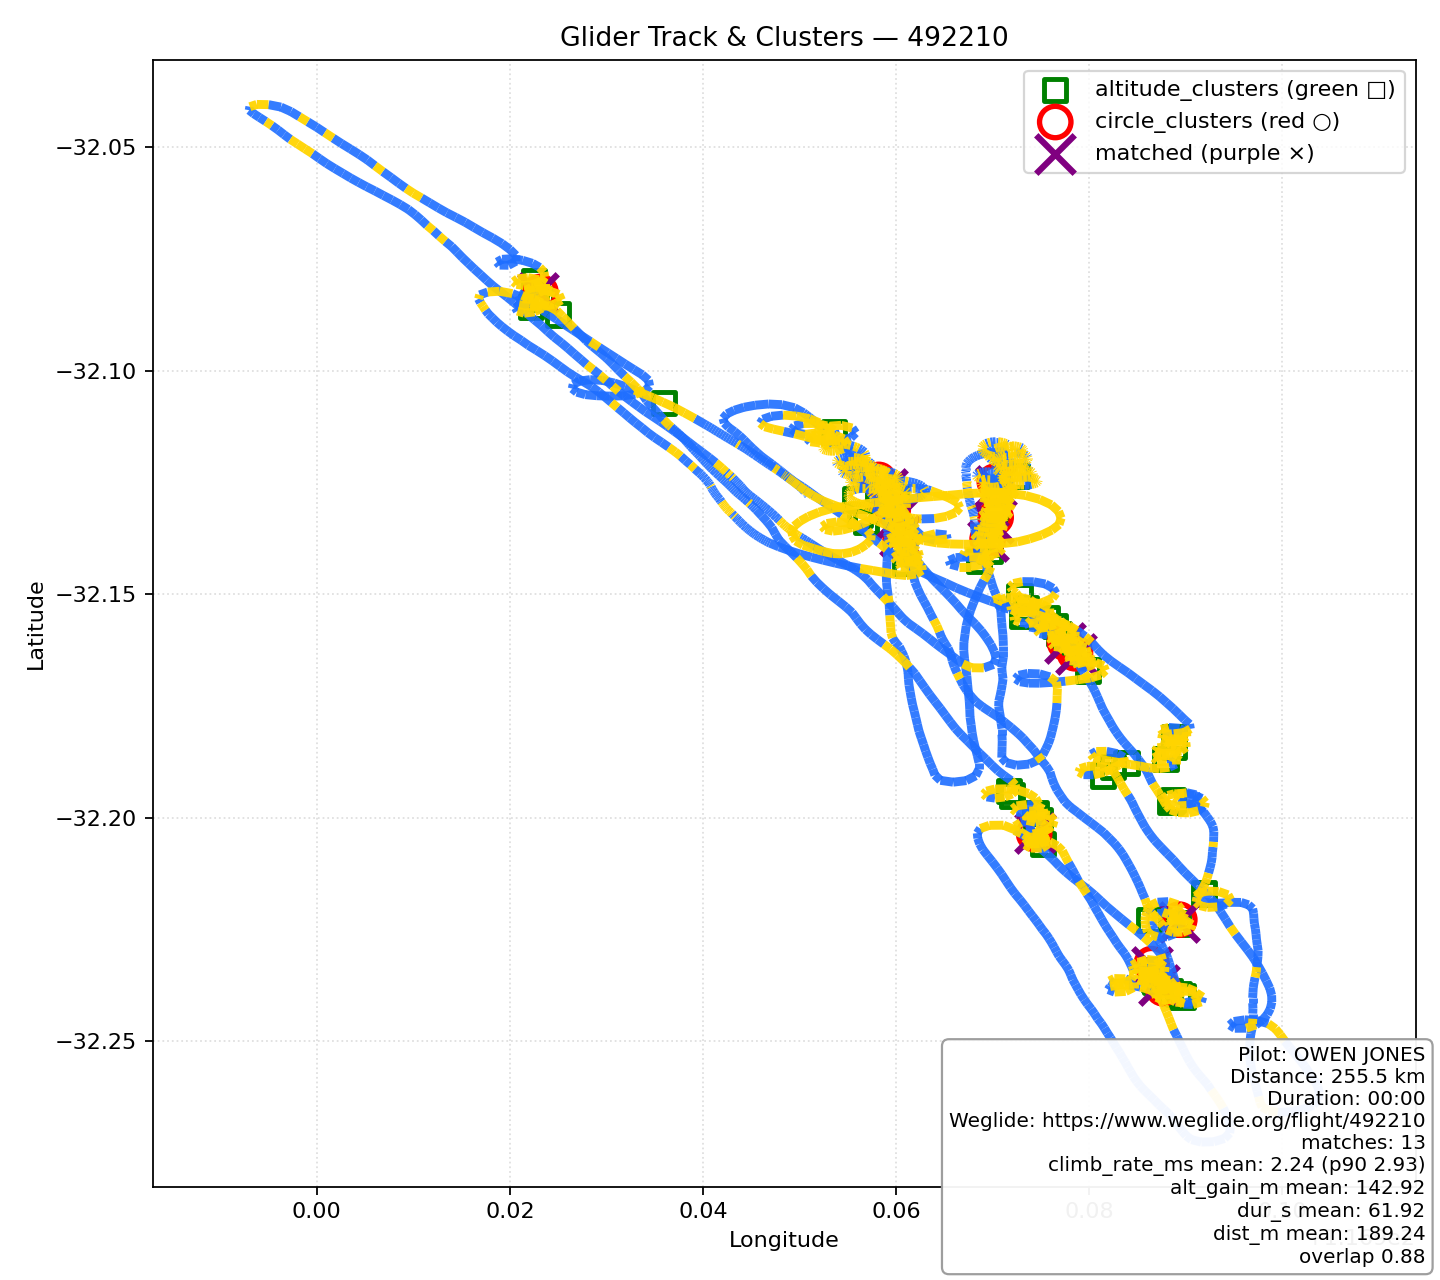 Glider Track & Clusters — 492210
altitude_clusters (green □)
circle_clusters (red ○)
matched (purple ×)
−32.05
−32.10
−32.15
−32.20
−32.25
Latitude
0.00
0.02
0.04
0.06
0.08
Longitude
Pilot: OWEN JONES
Distance: 255.5 km
Duration: 00:00
Weglide: https://www.weglide.org/flight/492210
matches: 13
climb_rate_ms mean: 2.24 (p90 2.93)
alt_gain_m mean: 142.92
dur_s mean: 61.92
dist_m mean: 189.24
overlap 0.88